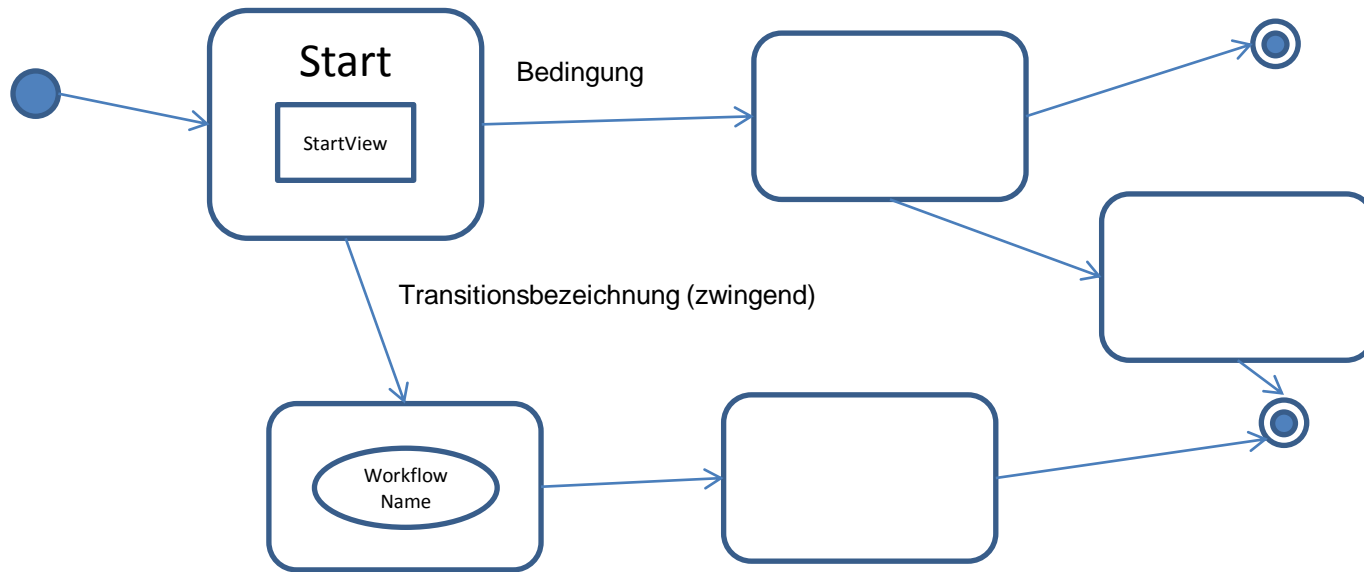 Start
StartView
Bedingung
Transitionsbezeichnung (zwingend)
Workflow
Name